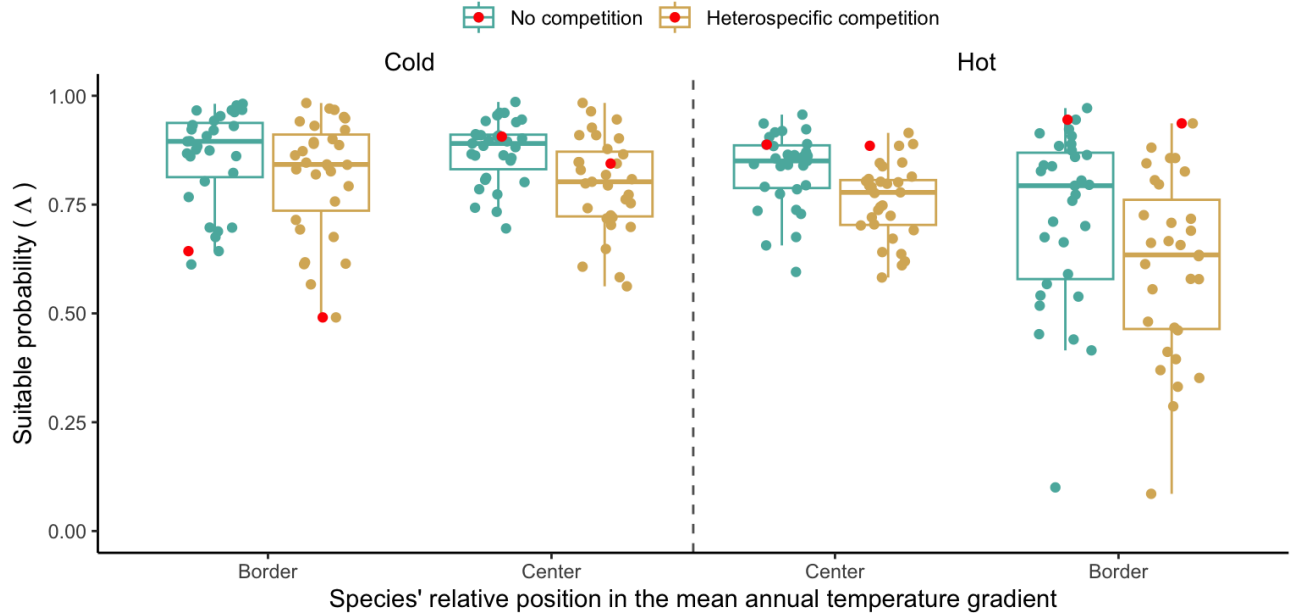 No competition Heterospecific competition
Cold Hot
1.00
0.75
0.50
0.25
0.00
Suitable probability ( Λ )
Border Center Center Border
Species' relative position in the mean annual temperature gradient